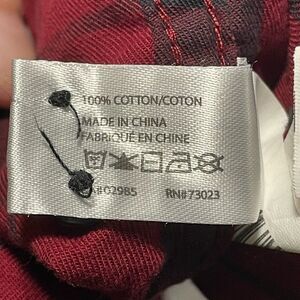 100% COTTON/COTON
MADE IN CHINA
FABRIQUÉ EN CHINE
#02985 RN#73023